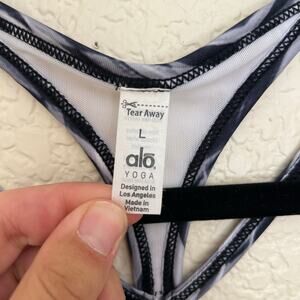 Tear Away
L
alo
YOGA
Designed in
Los Angeles
Made in
Vietnam